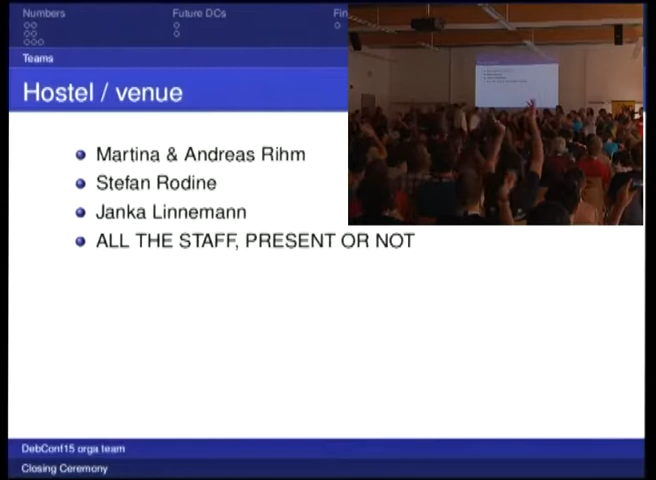 Numbers
Future DCs
Fin
Teams
Hostel / venue
Martina & Andreas Rihm
Stefan Rodine
Janka Linnemann
ALL THE STAFF, PRESENT OR NOT
DebConf15 orga team
Closing Ceremony